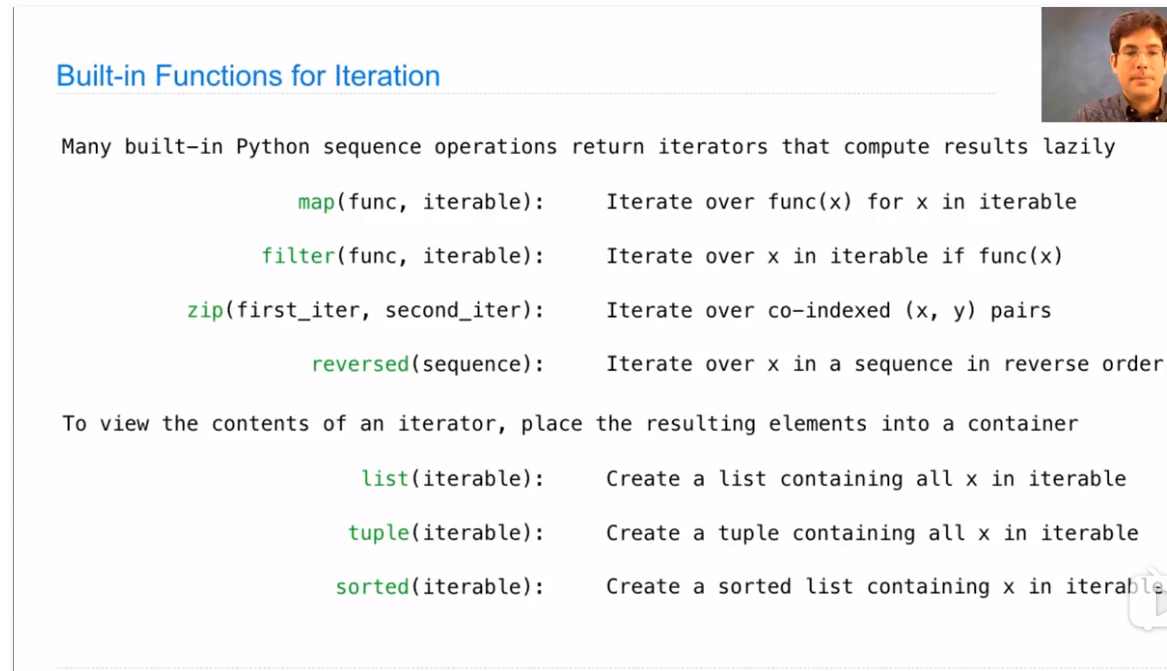 Built-in Functions for Iteration
Many built-in Python sequence operations return iterators that compute results lazily
map(func, iterable): Iterate over func(x) for x in iterable
filter(func, iterable): Iterate over x in iterable if func(x)
zip(first_iter, second_iter): Iterate over co-indexed (x, y) pairs
reversed(sequence): Iterate over x in a sequence in reverse order
To view the contents of an iterator, place the resulting elements into a container
list(iterable): Create a list containing all x in iterable
tuple(iterable): Create a tuple containing all x in iterable
sorted(iterable): Create a sorted list containing x in iterable